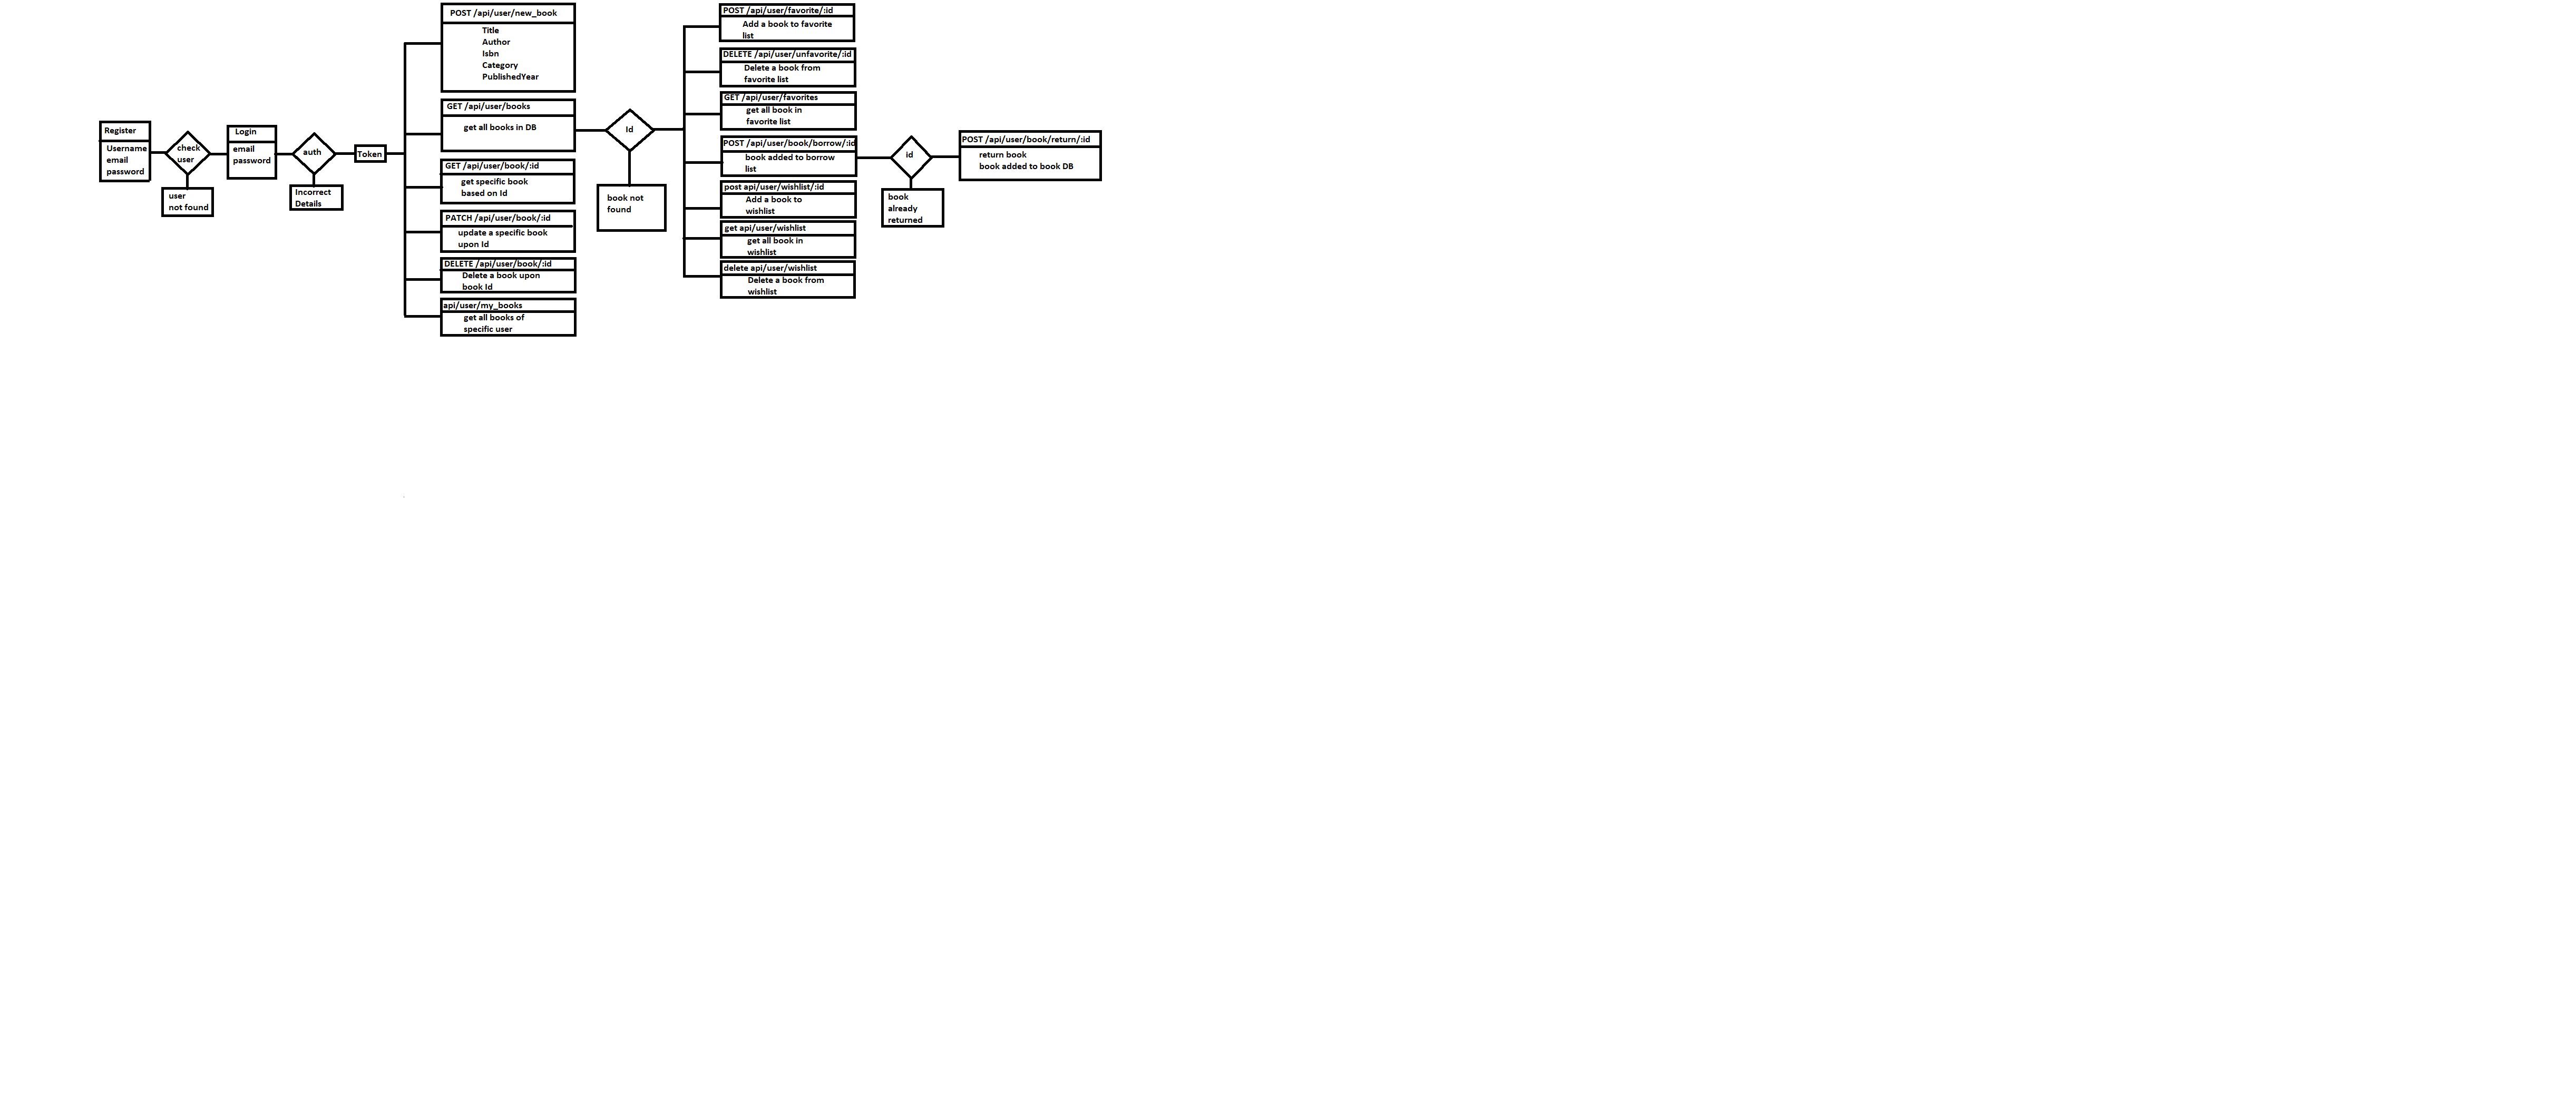 Register
Username
email
password
check
user
user
not found
Login
email
password
auth
Incorrect
Details
Token
POST /api/user/new_book
Title
Author
Isbn
Category
PublishedYear
GET /api/user/books
get all books in DB
GET /api/user/book/:id
get specific book
based on Id
PATCH /api/user/book/:id
update a specific book
upon Id
DELETE /api/user/book/:id
Delete a book upon
book Id
api/user/my_books
get all books of
specific user
Id
book not
found
POST /api/user/favorite/:id
Add a book to favorite
list
DELETE /api/user/unfavorite/:id
Delete a book from
favorite list
GET /api/user/favorites
get all book in
favorite list
POST /api/user/book/borrow/:id
book added to borrow
list
post api/user/wishlist/:id
Add a book to
wishlist
get api/user/wishlist
get all book in
wishlist
delete api/user/wishlist
Delete a book from
wishlist
id
book
already
returned
POST /api/user/book/return/:id
return book
book added to book DB